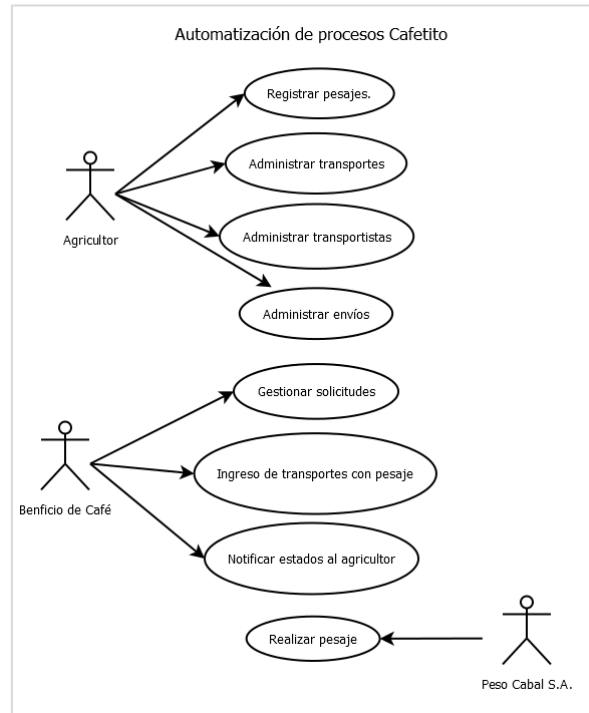 Automatización de procesos Cafetito
Registrar pesajes.
Administrar transportes
Agricultor
Administrar transportistas
Administrar envíos
Gestionar solicitudes
Ingreso de transportes con pesaje
Benficio de Café
Notificar estados al agricultor
Realizar pesaje
Peso Cabal S.A.